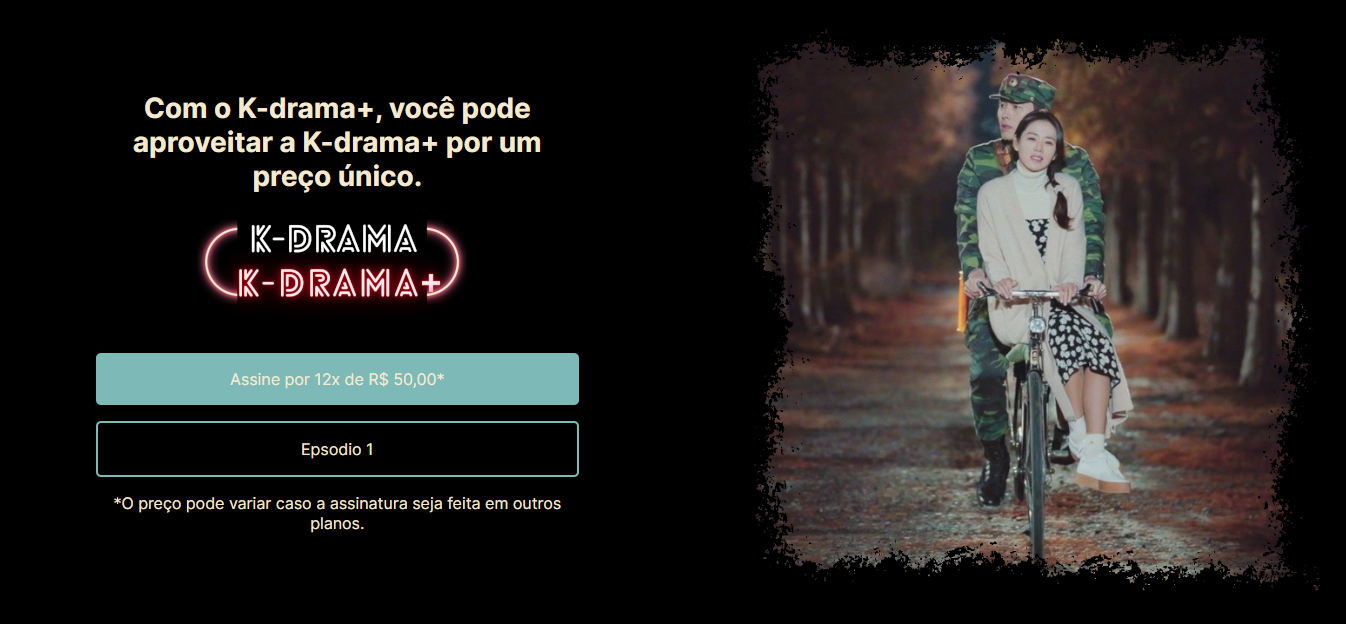 Com o K-drama+, você pode
aproveitar a K-drama+ por um
preço único.
K-DRAMA
K-DRAMA+
Assine por 12x de R$ 50,00*
Epsodio 1
*O preço pode variar caso a assinatura seja feita em outros
planos.